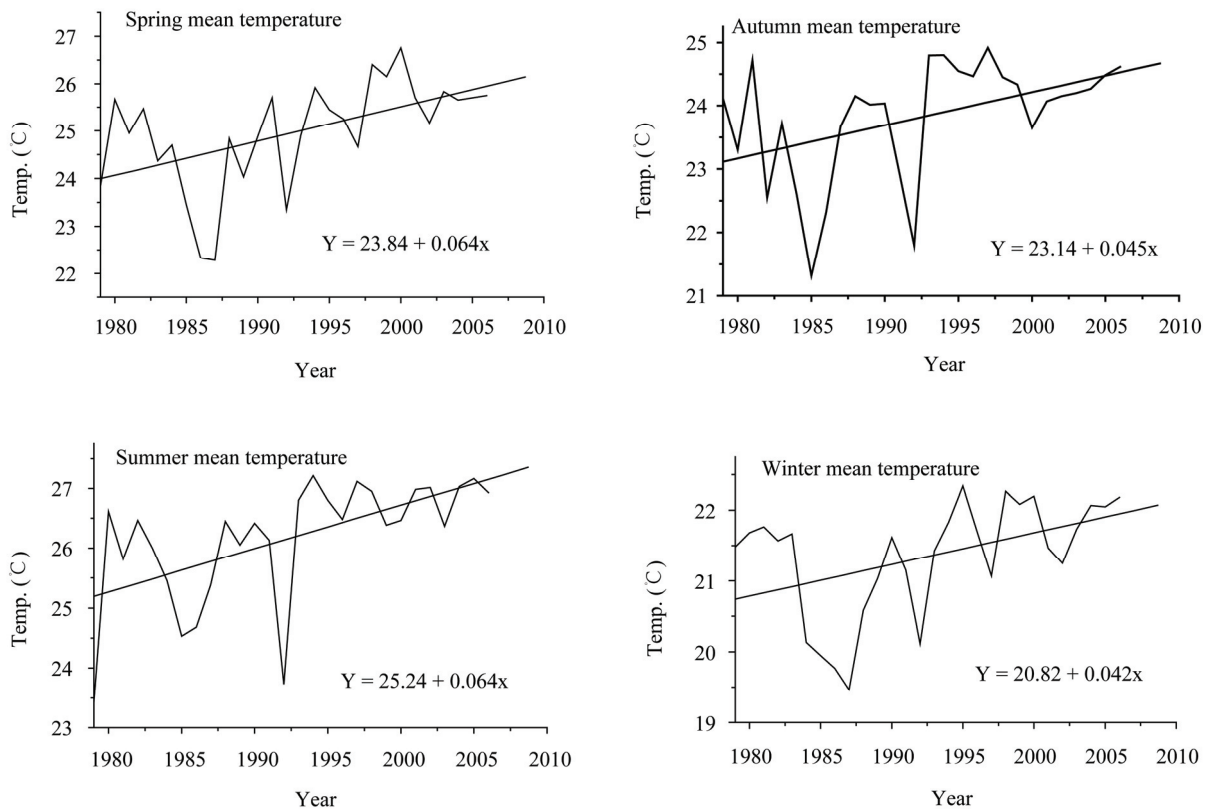 Spring mean temperature
Temp. (℃)
27
26
25
24
23
22
Y = 23.84 + 0.064x
1980 1985 1990 1995 2000 2005 2010
Year
Autumn mean temperature
Temp. (℃)
25
24
23
22
21
Y = 23.14 + 0.045x
1980 1985 1990 1995 2000 2005 2010
Year
Summer mean temperature
Temp. (℃)
27
26
25
24
23
Y = 25.24 + 0.064x
1980 1985 1990 1995 2000 2005 2010
Year
Winter mean temperature
Temp. (℃)
22
21
20
19
Y = 20.82 + 0.042x
1980 1985 1990 1995 2000 2005 2010
Year